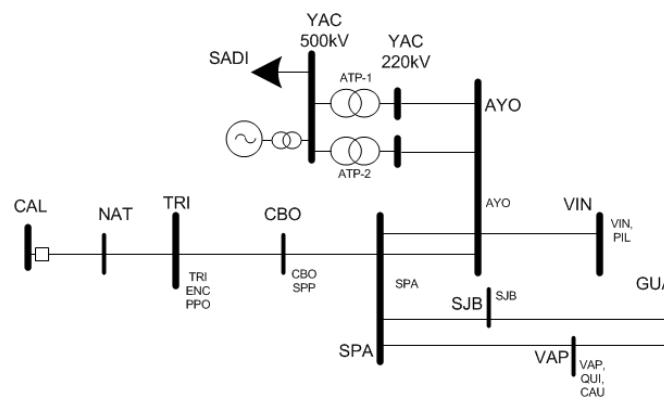 YAC
500kV
YAC
220kV
SADI
ATP-1
ATP-2
AYO
AYO
CAL
NAT
TRI
CBO
VIN
VIN,
PIL
TRI
ENC
PPO
CBO
SPP
SPA
SPA
SJB
SJB
GUA
VAP
VAP,
QUI,
CAU